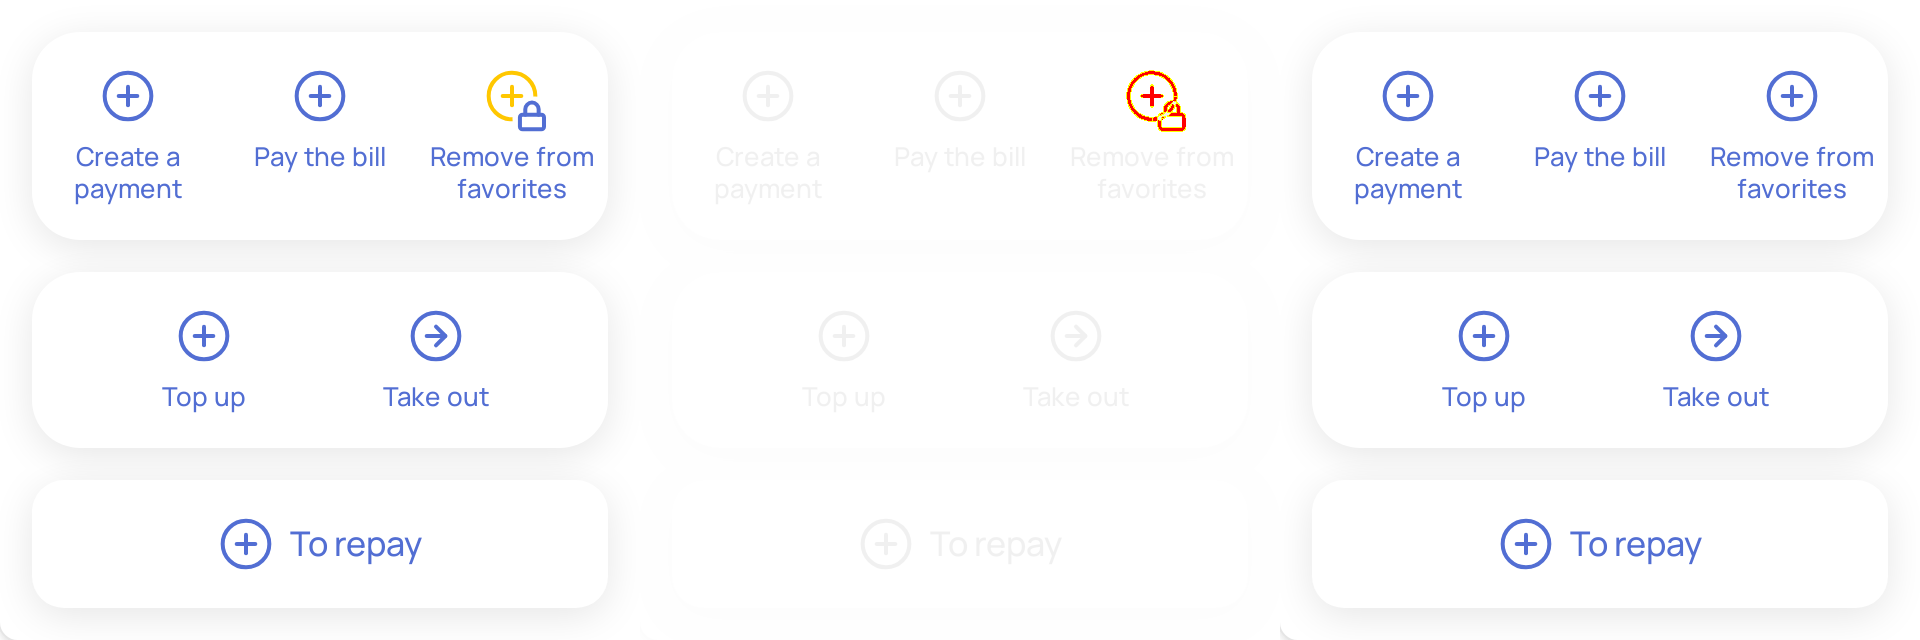 Create a payment
Pay the bill
Remove from favorites
Top up
Take out
To repay
Create a payment
Pay the bill
Remove from favorites
Top up
Take out
To repay
Create a payment
Pay the bill
Remove from favorites
Top up
Take out
To repay